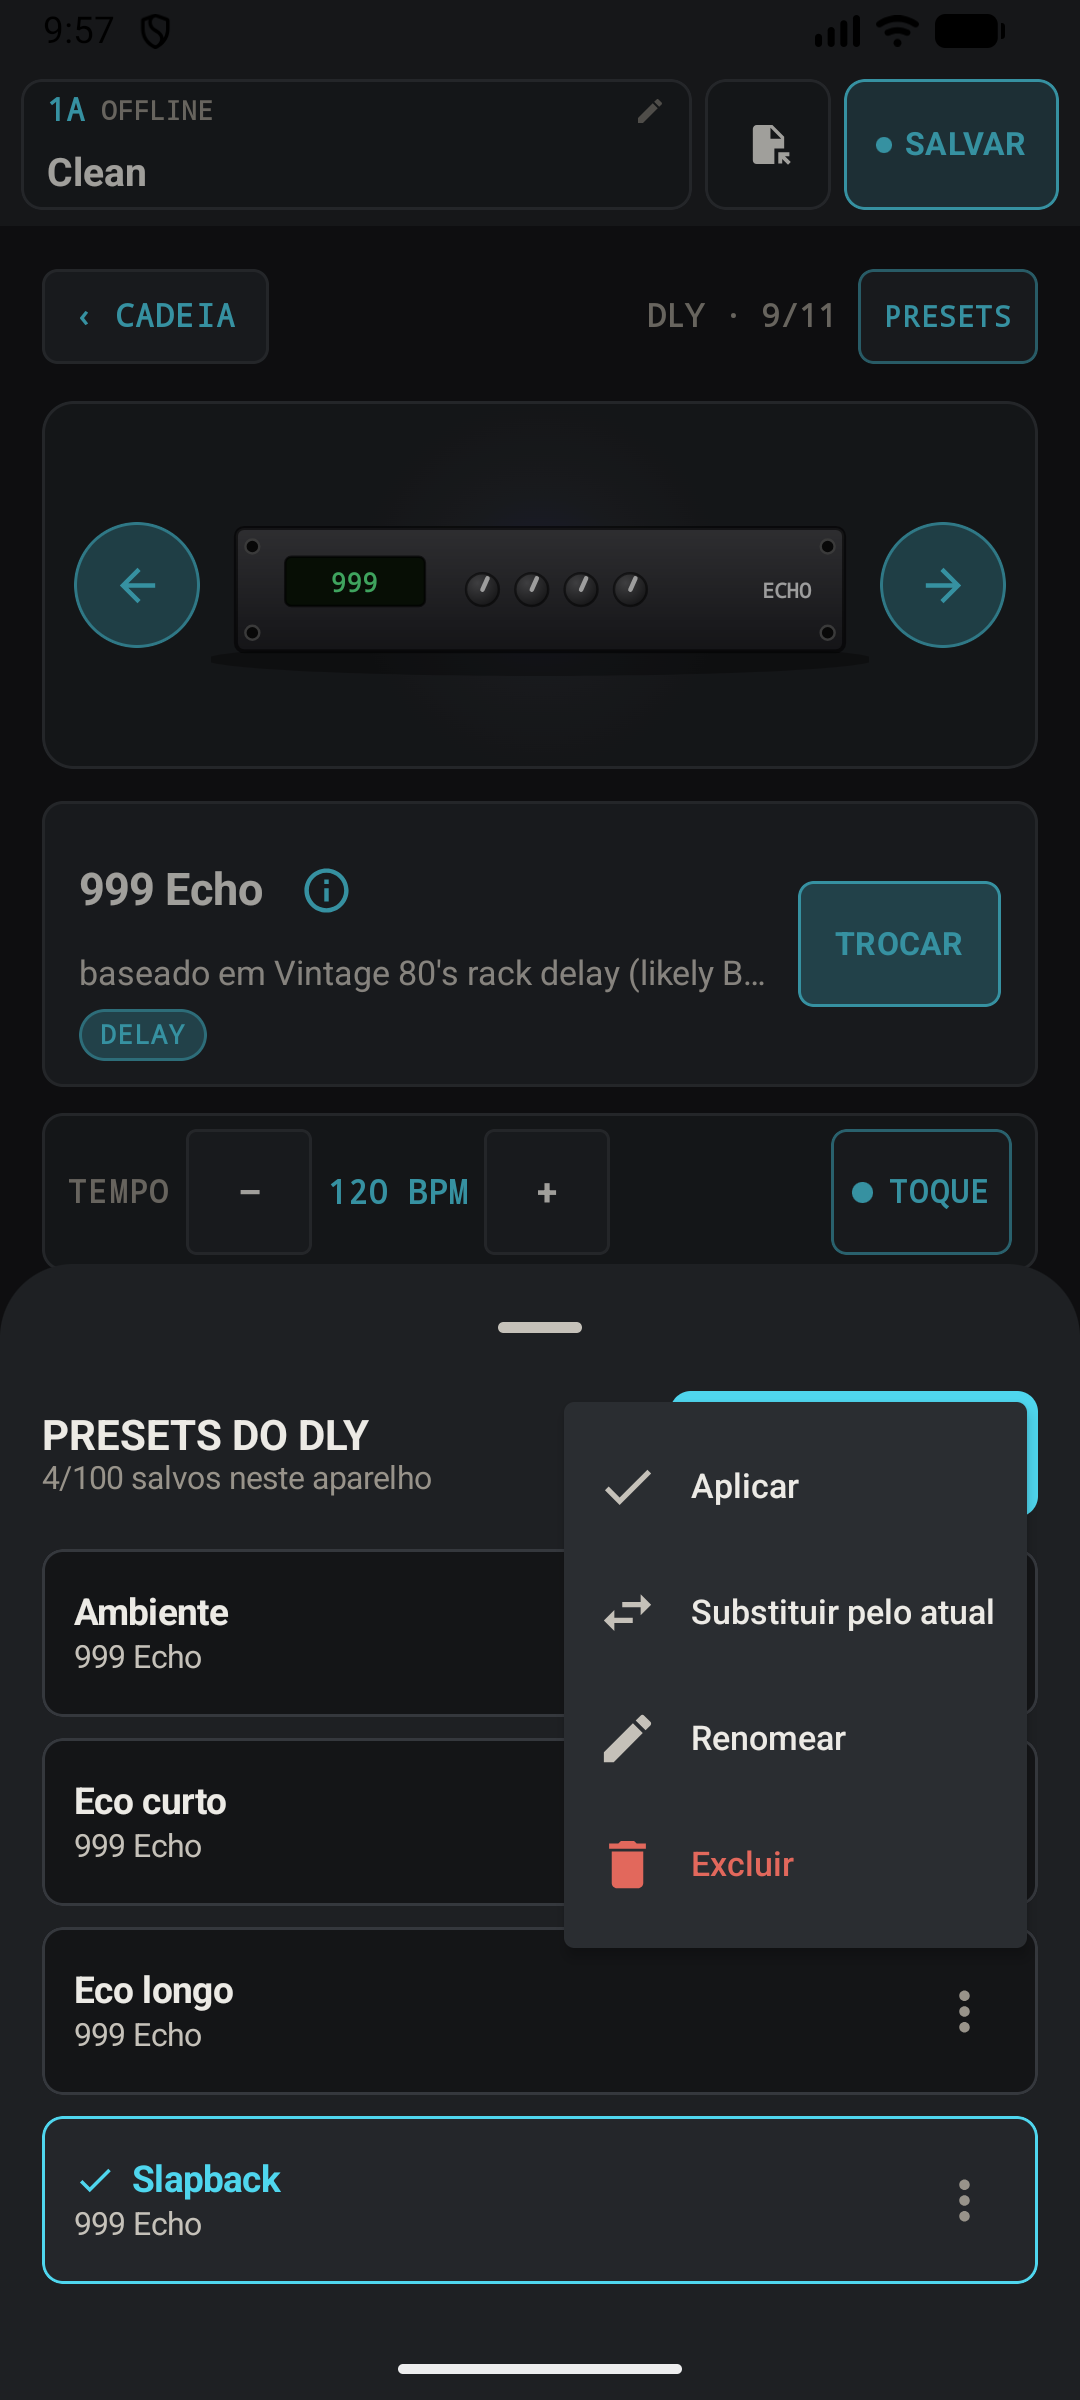 9:57
1A OFFLINE
Clean
SALVAR
‹ CADEIA
DLY · 9/11
PRESETS
999
ECHO
999 Echo
baseado em Vintage 80's rack delay (likely B…
TROCAR
DELAY
TEMPO
−
120 BPM
+
TOQUE
PRESETS DO DLY
4/100 salvos neste aparelho
Aplicar
Substituir pelo atual
Renomear
Excluir
Ambiente
999 Echo
Eco curto
999 Echo
Eco longo
999 Echo
Slapback
999 Echo